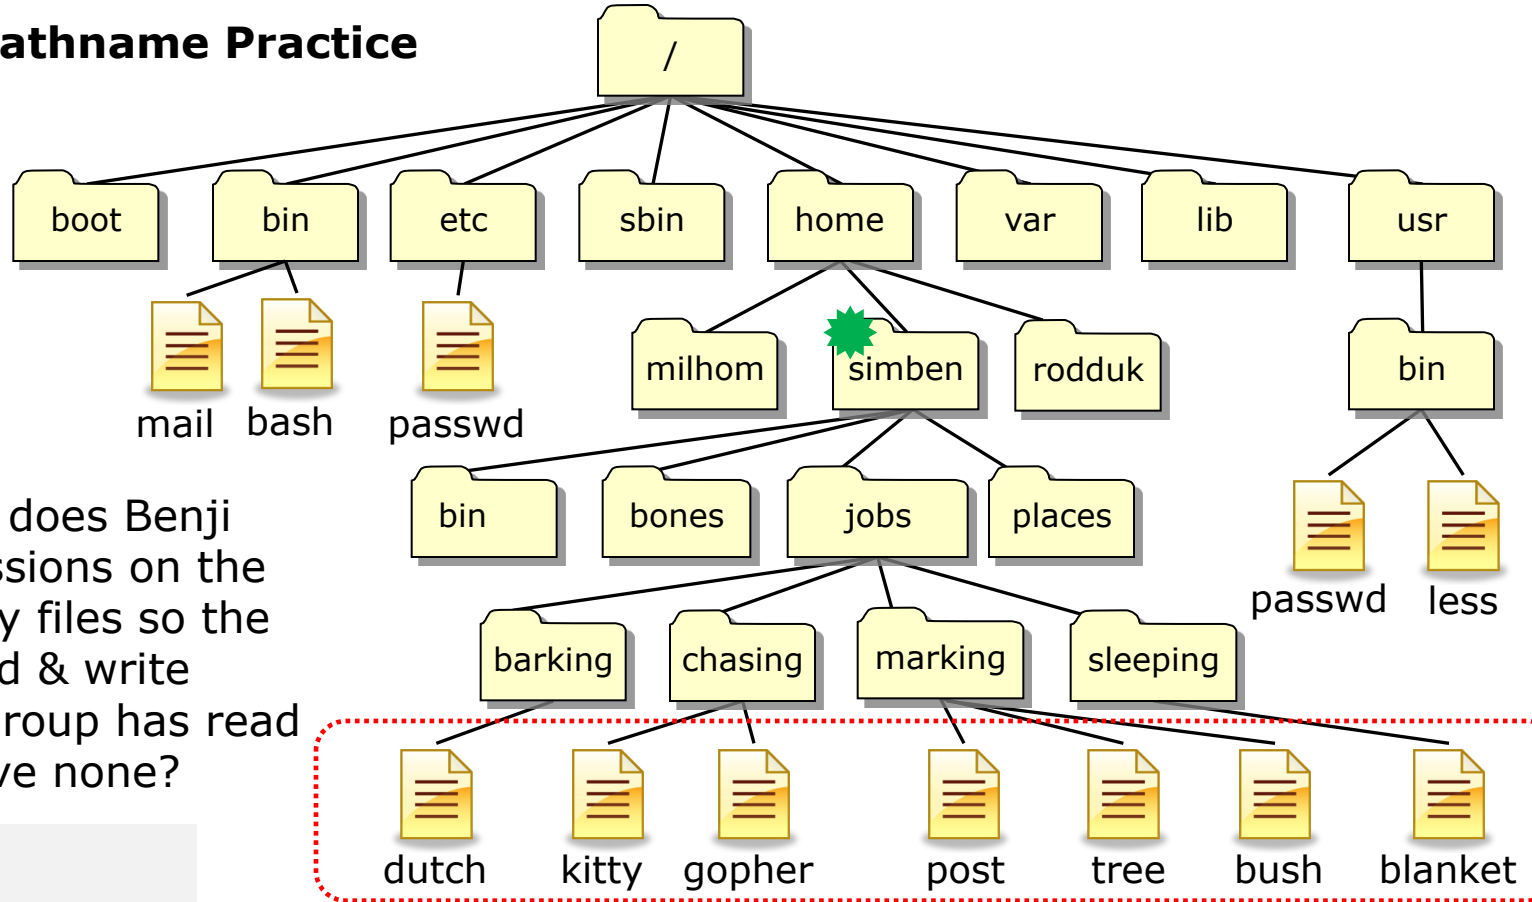 athname Practice
/
boot bin etc sbin home var lib usr
mail bash passwd
milhom simben rodduk bin
passwd less
bin bones jobs places
does Benji
ssions on the
y files so the
d & write
roup has read
ve none?
barking chasing marking sleeping
dutch kitty gopher post tree bush blanket